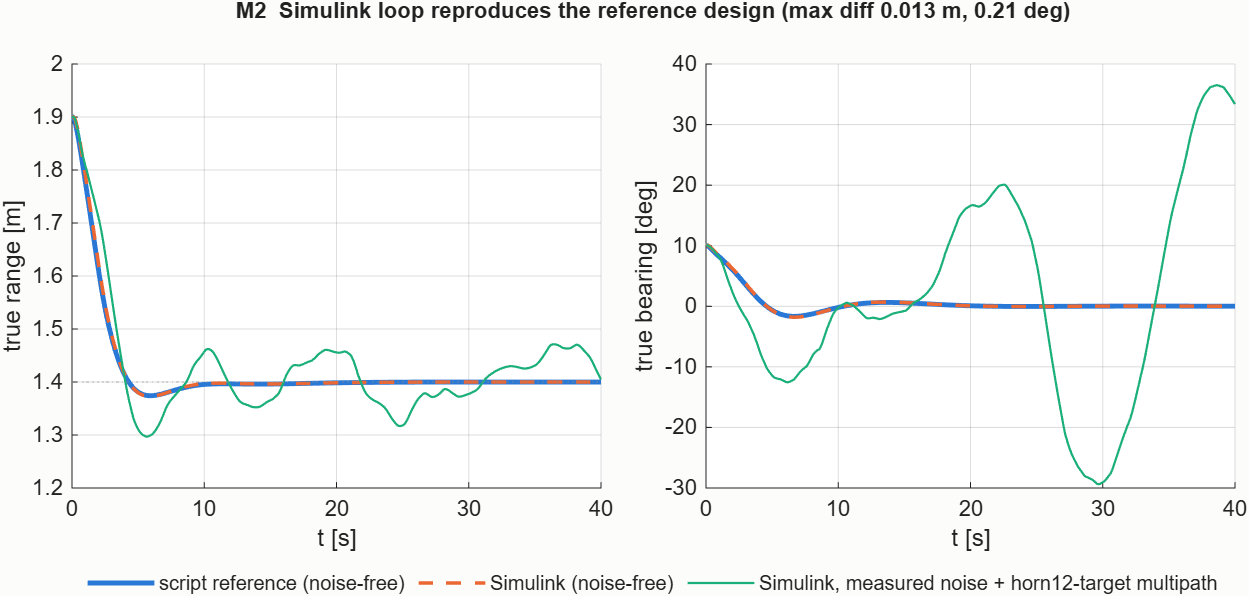 M2  Simulink loop reproduces the reference design (max diff 0.013 m, 0.21 deg)
true range [m]
2
1.9
1.8
1.7
1.6
1.5
1.4
1.3
1.2
0 10 20 30 40
t [s]
true bearing [deg]
40
30
20
10
0
-10
-20
-30
0 10 20 30 40
t [s]
script reference (noise-free) Simulink (noise-free) Simulink, measured noise + horn12-target multipath